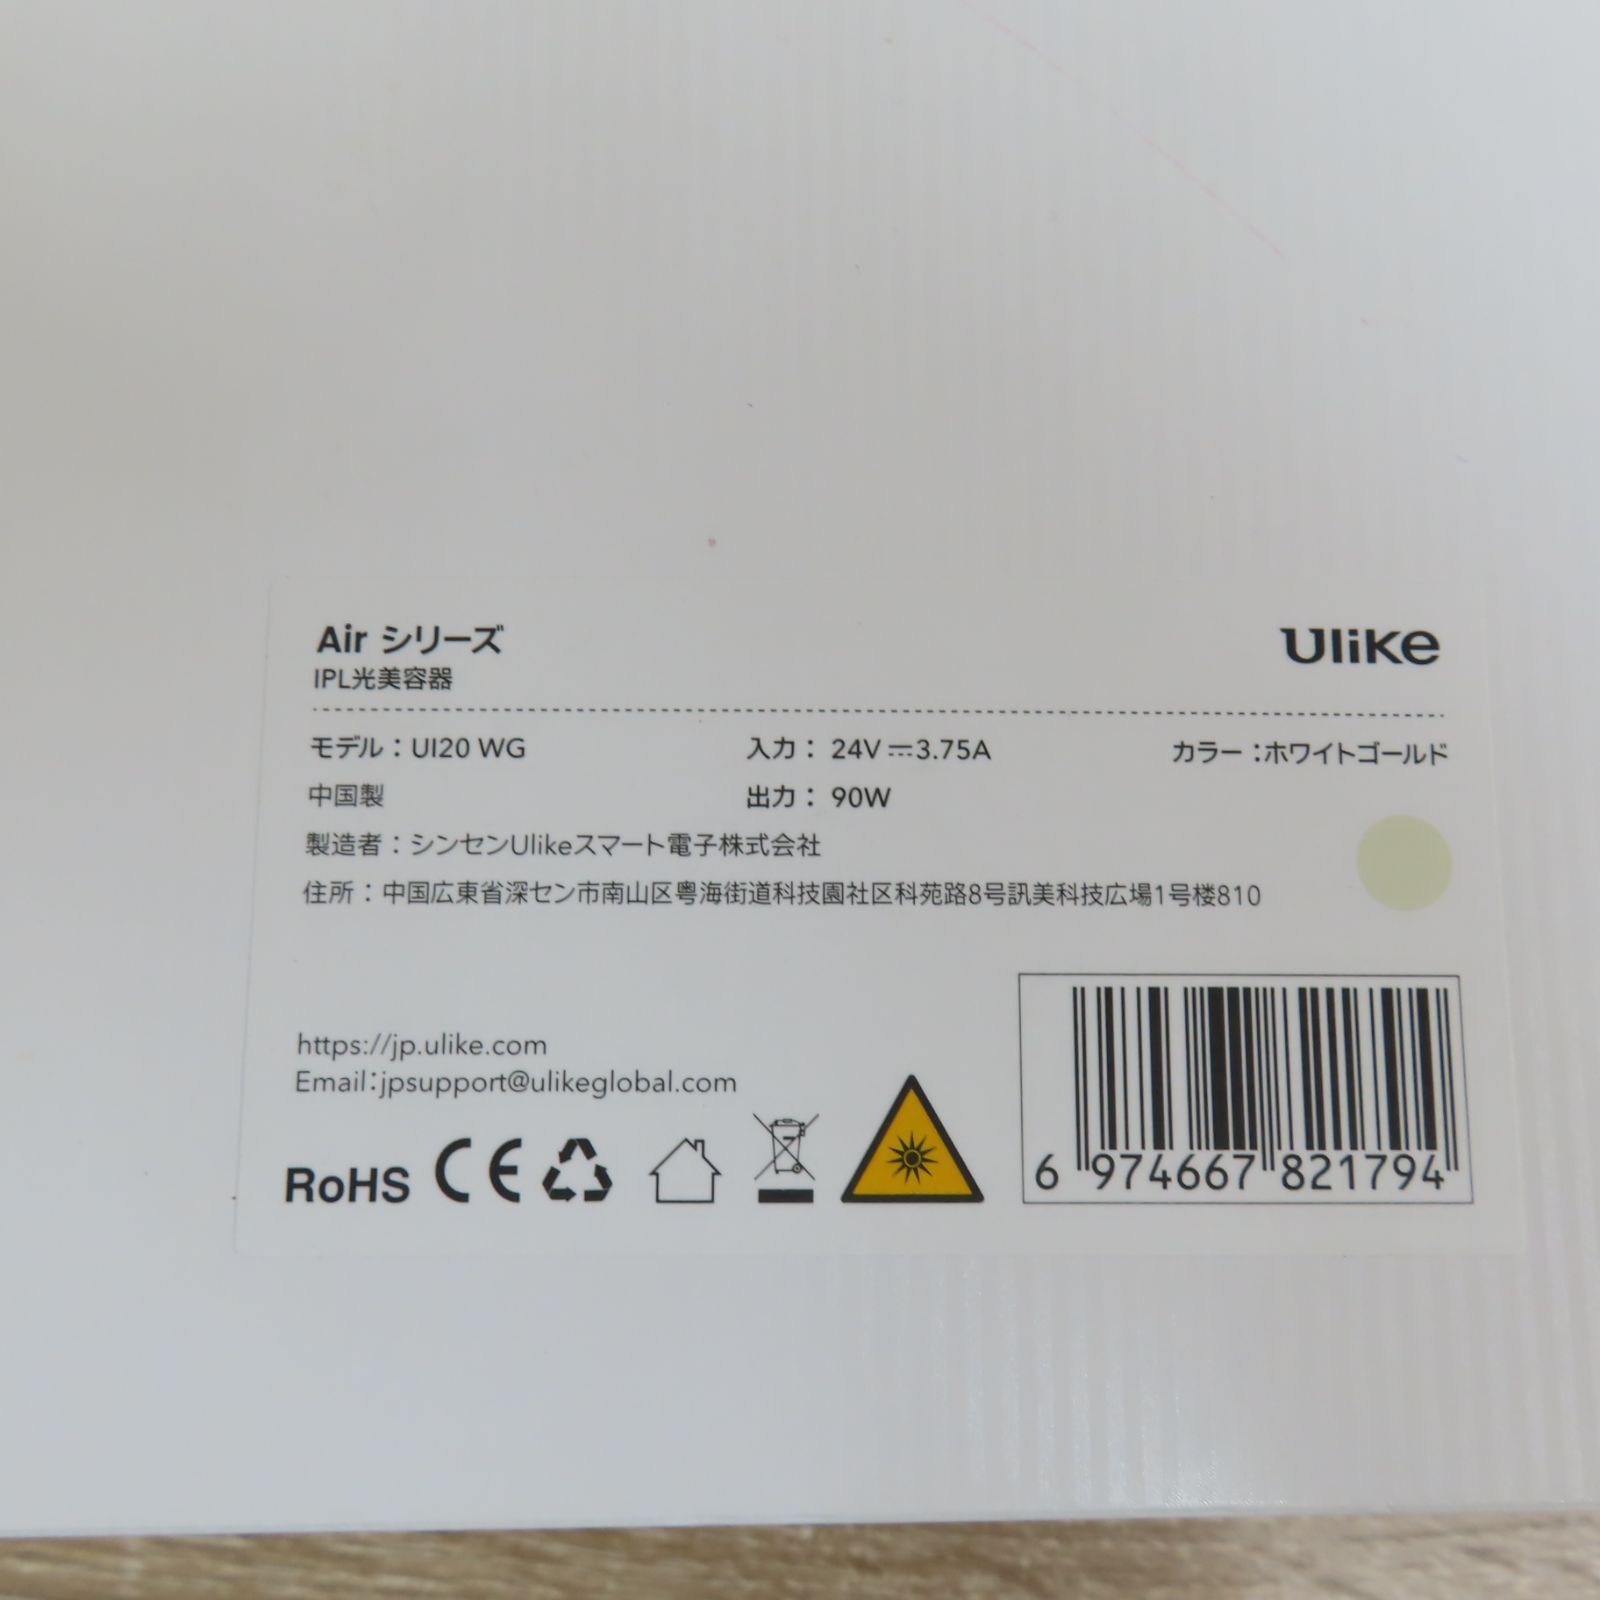 Air シリーズ
Ulike
IPL光美容器
モデル：UI20 WG
入力： 24V⎓3.75A
カラー：ホワイトゴールド
中国製
出力： 90W
製造者：シンセンUlikeスマート電子株式会社
住所：中国広東省深セン市南山区粤海街道科技園社区科苑路8号訊美科技広場1号楼810
https://jp.ulike.com
Email：jpsupport@ulikeglobal.com
RoHS CE
6 974667 821794